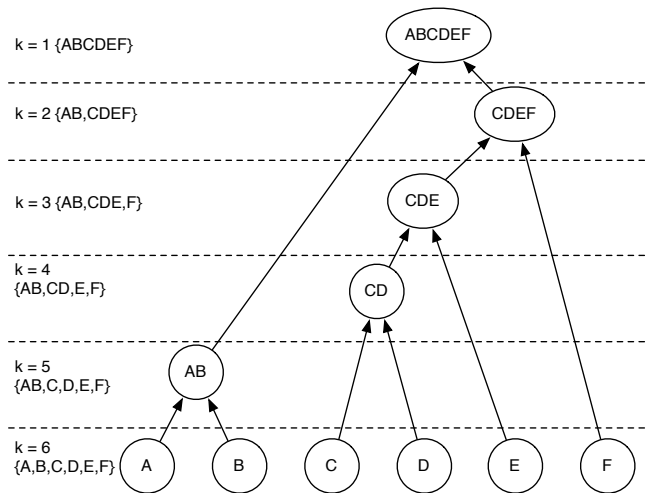 k = 1 {ABCDEF}
ABCDEF
k = 2 {AB,CDEF}
CDEF
k = 3 {AB,CDE,F}
CDE
k = 4
{AB,CD,E,F}
CD
k = 5
{AB,C,D,E,F}
AB
k = 6
{A,B,C,D,E,F}
A
B
C
D
E
F